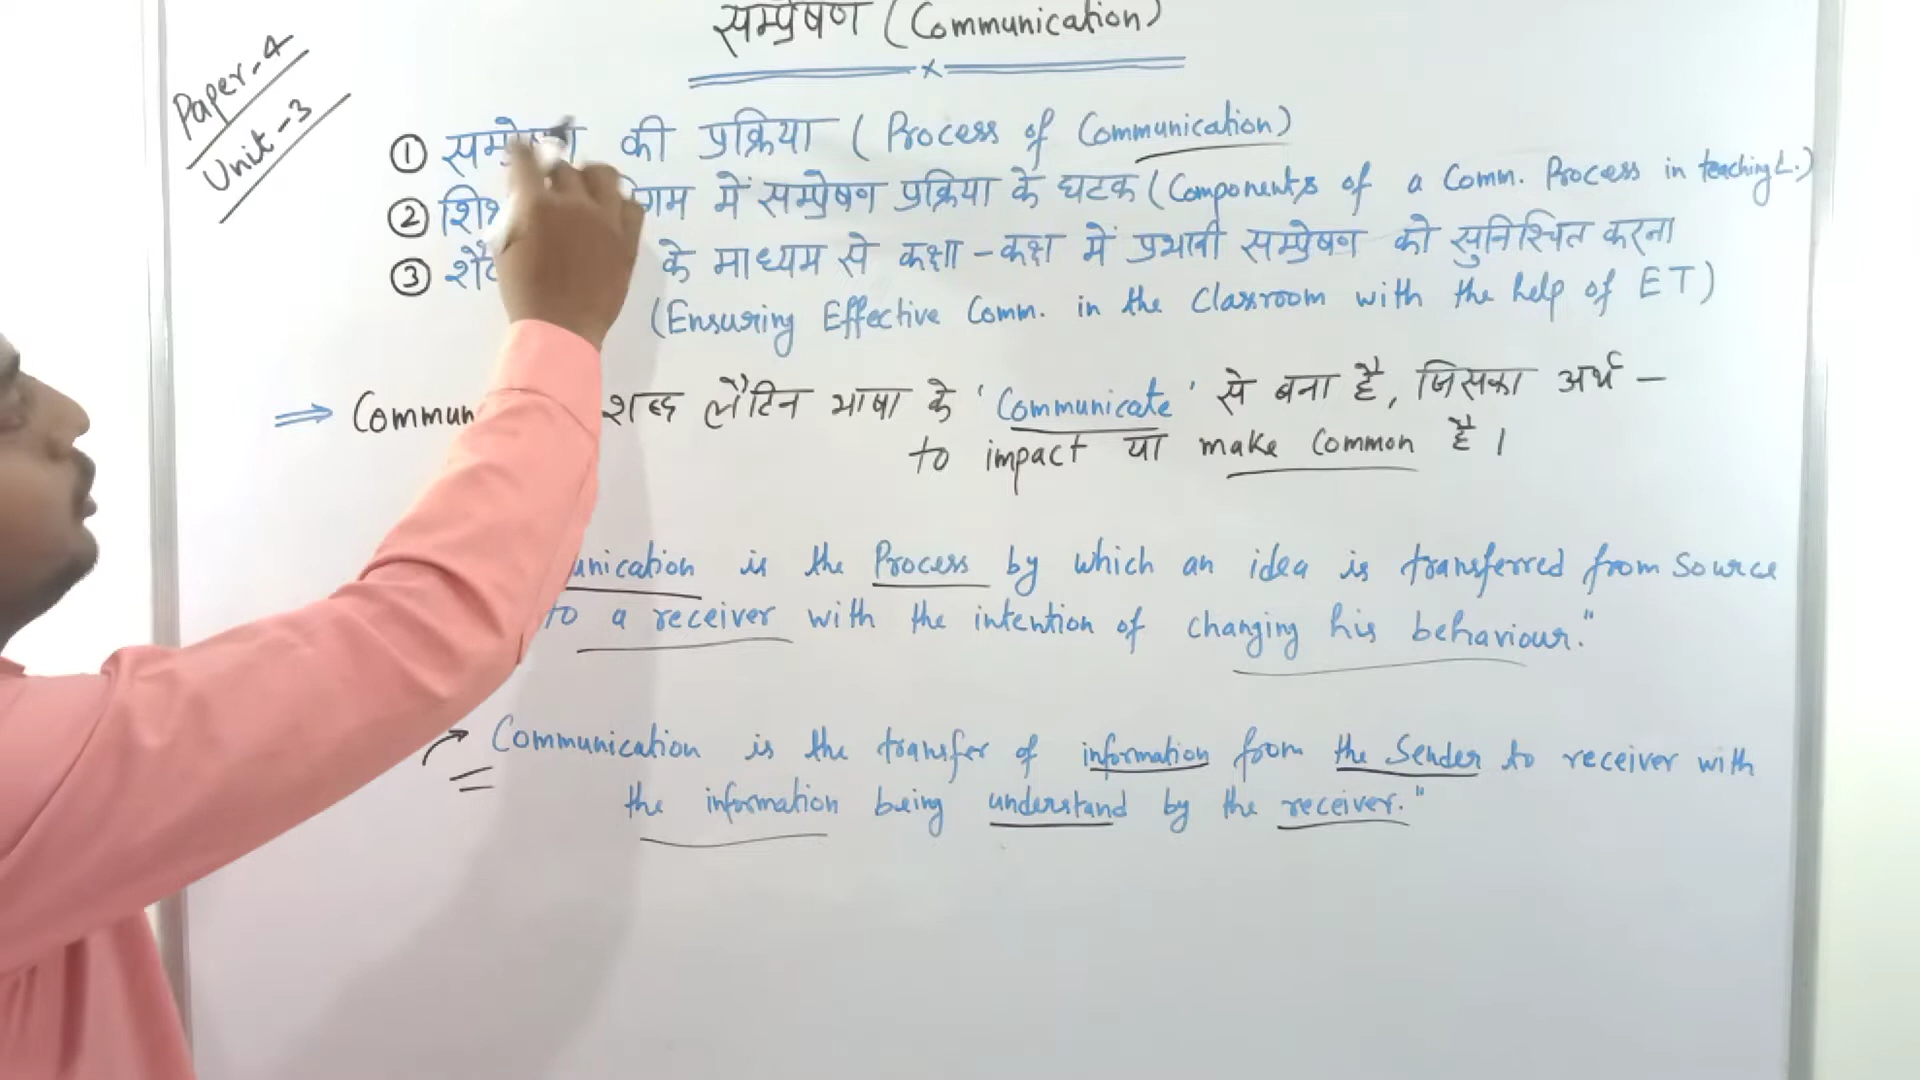 सम्प्रेषण (Communication)
Paper-4
Unit-3
① सम्प्रेषण की प्रक्रिया (Process of Communication)
② में सम्प्रेषण प्रक्रिया के घटक (Components of a Comm. Process in teaching L.)
③ के माध्यम से कक्षा-कक्ष में प्रभावी सम्प्रेषण को सुनिश्चित करना
(Ensuring Effective Comm. in the Classroom with the help of ET)
⇒ शब्द लैटिन भाषा के 'Communicate' से बना है, जिसका अर्थ –
to impact या make Common है।
is the Process by which an idea is transferred from Source
to a receiver with the intention of changing his behaviour."
Communication is the transfer of information from the Sender to receiver with
the information being understand by the receiver."